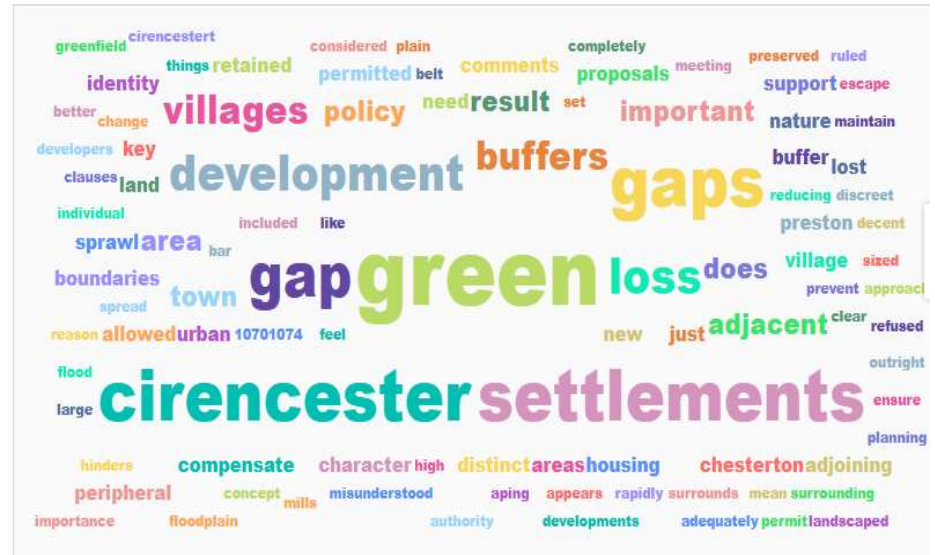 greenfield cirencestert considered plain completely preserved ruled
things retained permitted belt comments proposals meeting
identity support escape
better change villages policy need result set important nature maintain
developers key buffers buffer lost
clauses land development gaps reducing discreet
individual included like preston decent
sprawl area bar
boundaries gap green loss does village sized
spread town prevent approach
reason allowed urban 10701074 feel new just adjacent clear refused
flood outright
large cirencester settlements ensure
planning
hinders compensate character high distinct areas housing chesterton adjoining
peripheral concept mills misunderstood aping appears rapidly surrounds mean surrounding
importance floodplain authority developments adequately permit landscaped